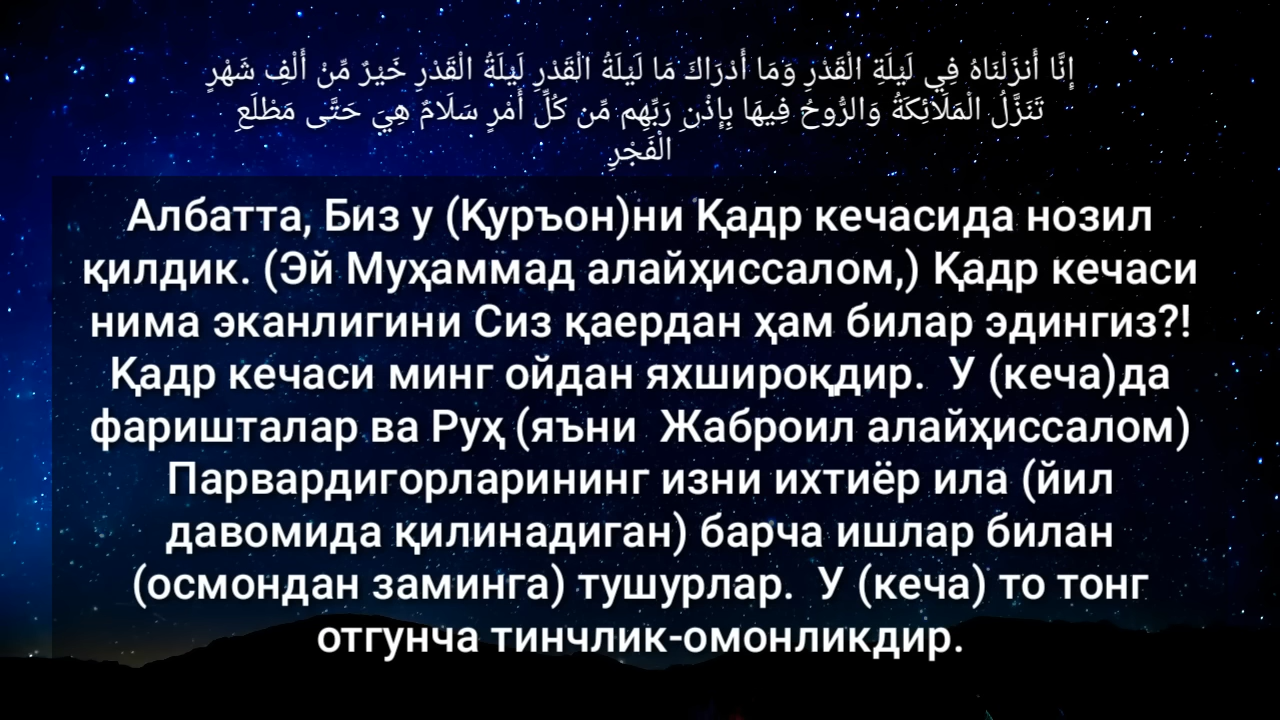 إِنَّا أَنزَلْنَاهُ فِي لَيْلَةِ الْقَدْرِ وَمَا أَدْرَاكَ مَا لَيْلَةُ الْقَدْرِ لَيْلَةُ الْقَدْرِ خَيْرٌ مِّنْ أَلْفِ شَهْرٍ
تَنَزَّلُ الْمَلَائِكَةُ وَالرُّوحُ فِيهَا بِإِذْنِ رَبِّهِم مِّن كُلِّ أَمْرٍ سَلَامٌ هِيَ حَتَّى مَطْلَعِ
الْفَجْرِ
Албатта, Биз у (Қуръон)ни Қадр кечасида нозил
қилдик. (Эй Муҳаммад алайҳиссалом,) Қадр кечаси
нима эканлигини Сиз қаердан ҳам билар эдингиз?!
Қадр кечаси минг ойдан яхшироқдир.  У (кеча)да
фаришталар ва Руҳ (яъни  Жаброил алайҳиссалом)
Парвардигорларининг изни ихтиёр ила (йил
давомида қилинадиган) барча ишлар билан
(осмондан заминга) тушурлар.  У (кеча) то тонг
отгунча тинчлик-омонликдир.